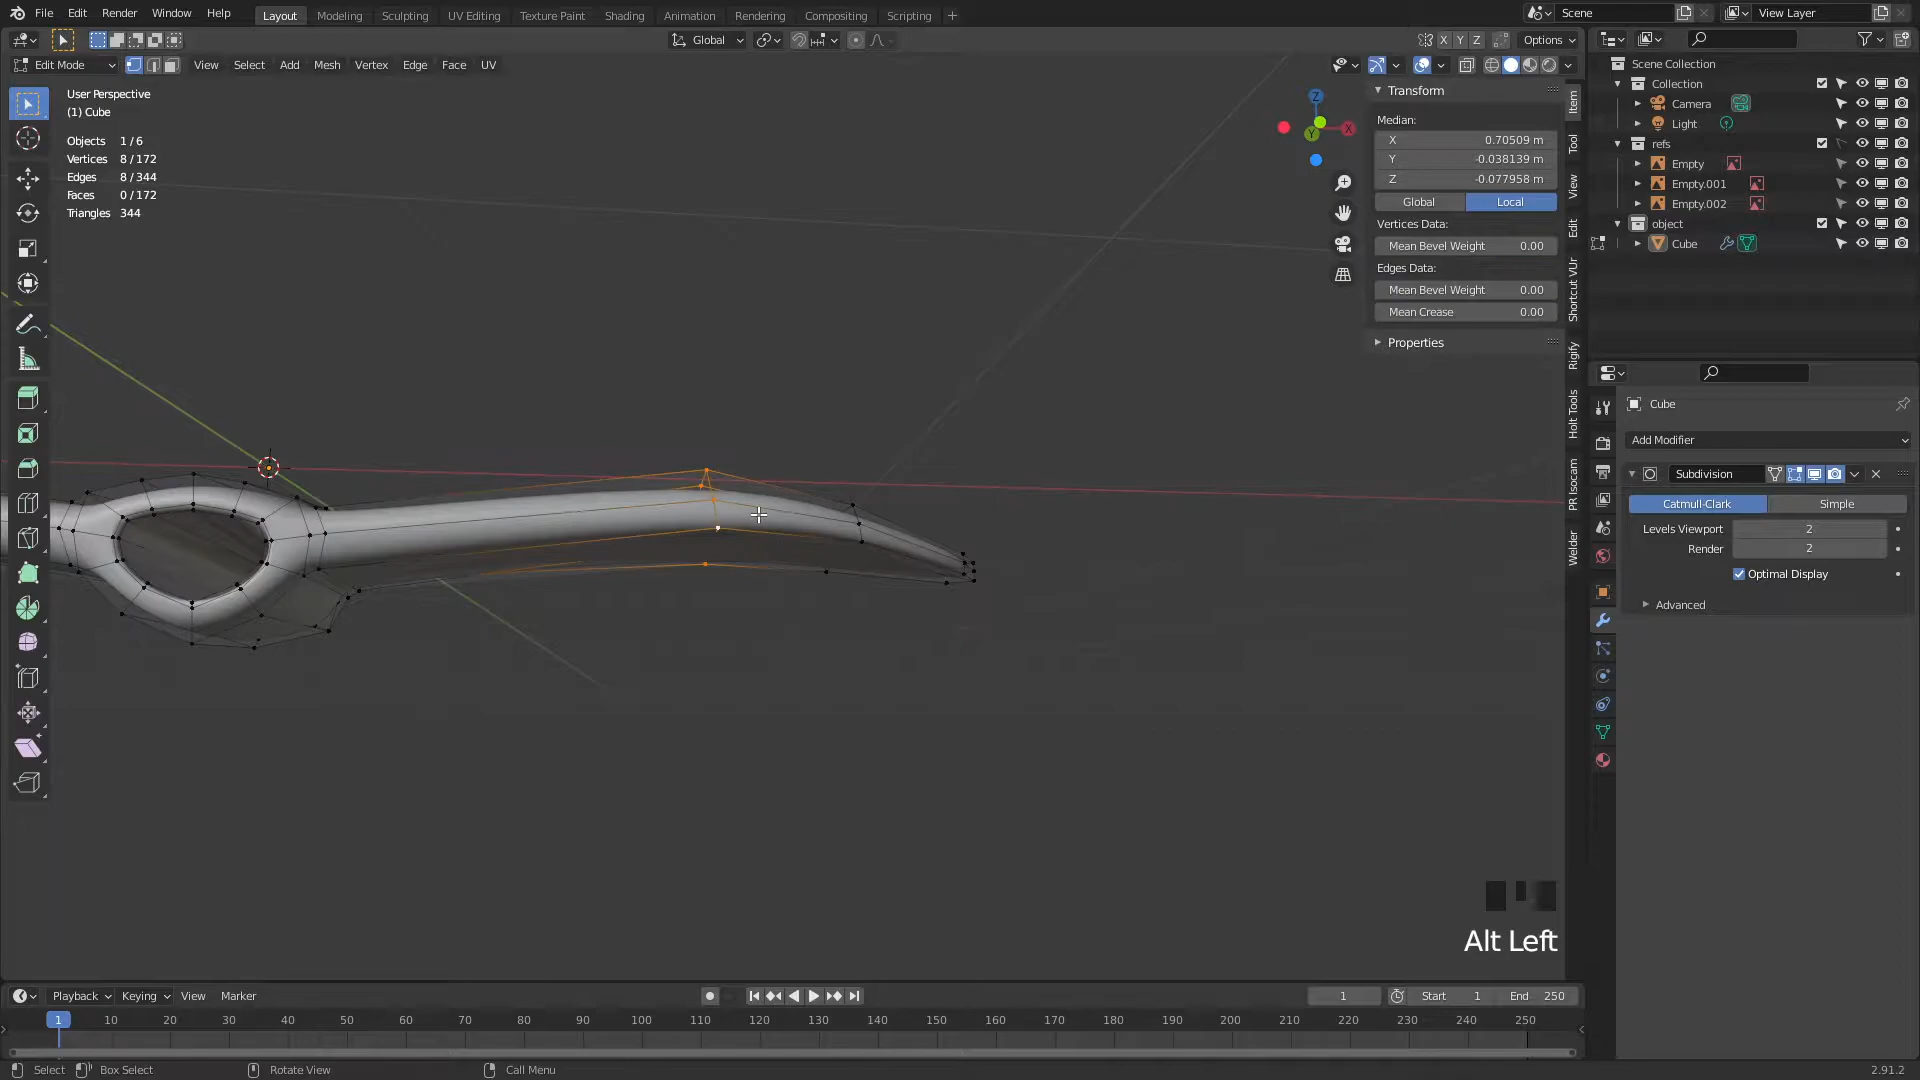 File Edit Render Window Help
Layout Modeling Sculpting UV Editing Texture Paint Shading Animation Rendering Compositing Scripting +
Scene
View Layer
Global
X Y Z
Options
Edit Mode
View Select Add Mesh Vertex Edge Face UV
User Perspective
(1) Cube
Objects 1/6
Vertices 8/172
Edges 8/344
Faces 0/172
Triangles 344
Z
X
Y
Transform
Median:
X 0.70509 m
Y -0.038139 m
Z -0.077958 m
Global Local
Vertices Data:
Mean Bevel Weight 0.00
Edges Data:
Mean Bevel Weight 0.00
Mean Crease 0.00
Properties
Item
Tool
View
Edit
Shortcut VUr
Rigify
Holt Tools
PR Isocam
Welder
Scene Collection
Collection
Camera
Light
refs
Empty
Empty.001
Empty.002
object
Cube
Cube
Add Modifier
Subdivision
Catmull-Clark Simple
Levels Viewport 2
Render 2
Optimal Display
Advanced
Alt Left
Playback Keying View Marker
1
Start 1
End 250
1 10 20 30 40 50 60 70 80 90 100 110 120 130 140 150 160 170 180 190 200 210 220 230 240 250
Select Box Select Rotate View Call Menu
2.91.2